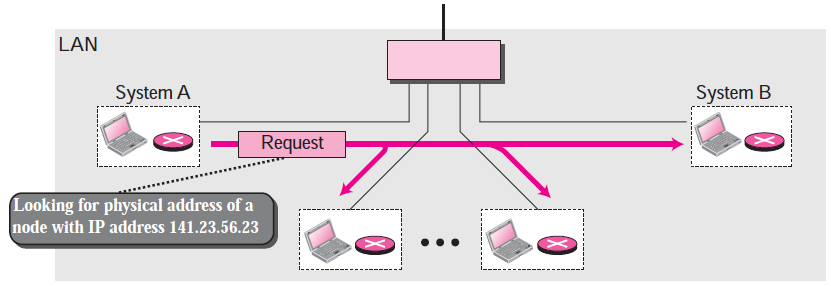 LAN
System A
System B
Request
Looking for physical address of a
node with IP address 141.23.56.23